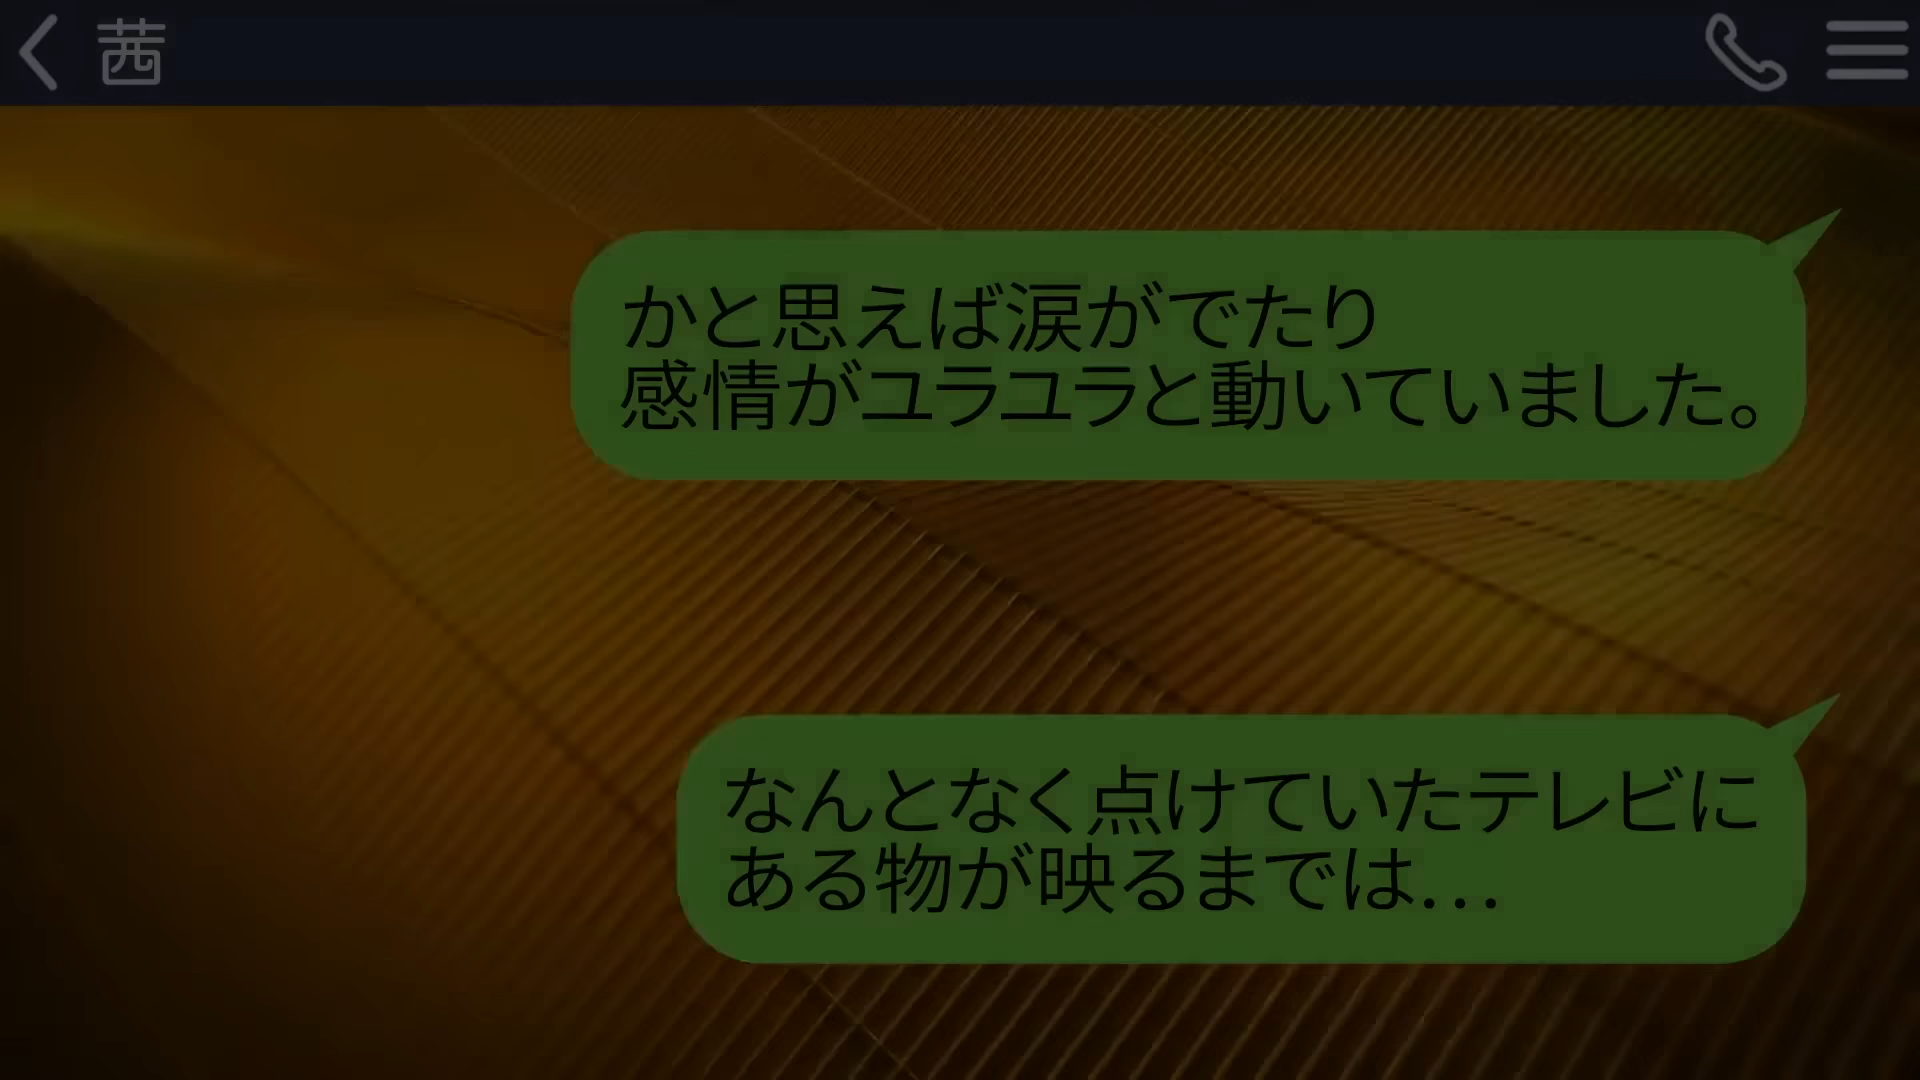 茜
かと思えば涙がでたり
感情がユラユラと動いていました。
なんとなく点けていたテレビに
ある物が映るまでは…